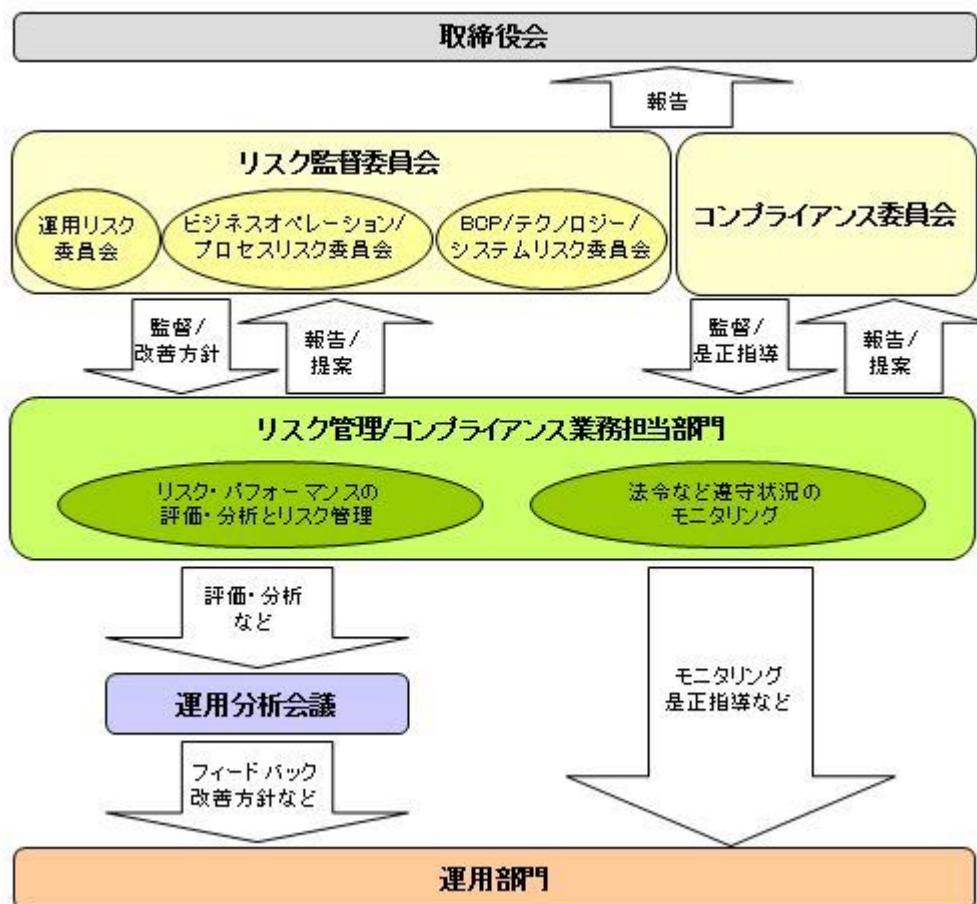 取締役会
報告
リスク監督委員会
運用リスク
委員会
ビジネスオペレーション/
プロセスリスク委員会
BCP/テクノロジー/
システムリスク委員会
コンプライアンス委員会
監督/
改善方針
報告/
提案
監督/
是正指導
報告/
提案
リスク管理/コンプライアンス業務担当部門
リスク・パフォーマンスの
評価・分析とリスク管理
法令など遵守状況の
モニタリング
評価・分析
など
運用分析会議
モニタリング
是正指導など
フィードバック
改善方針など
運用部門